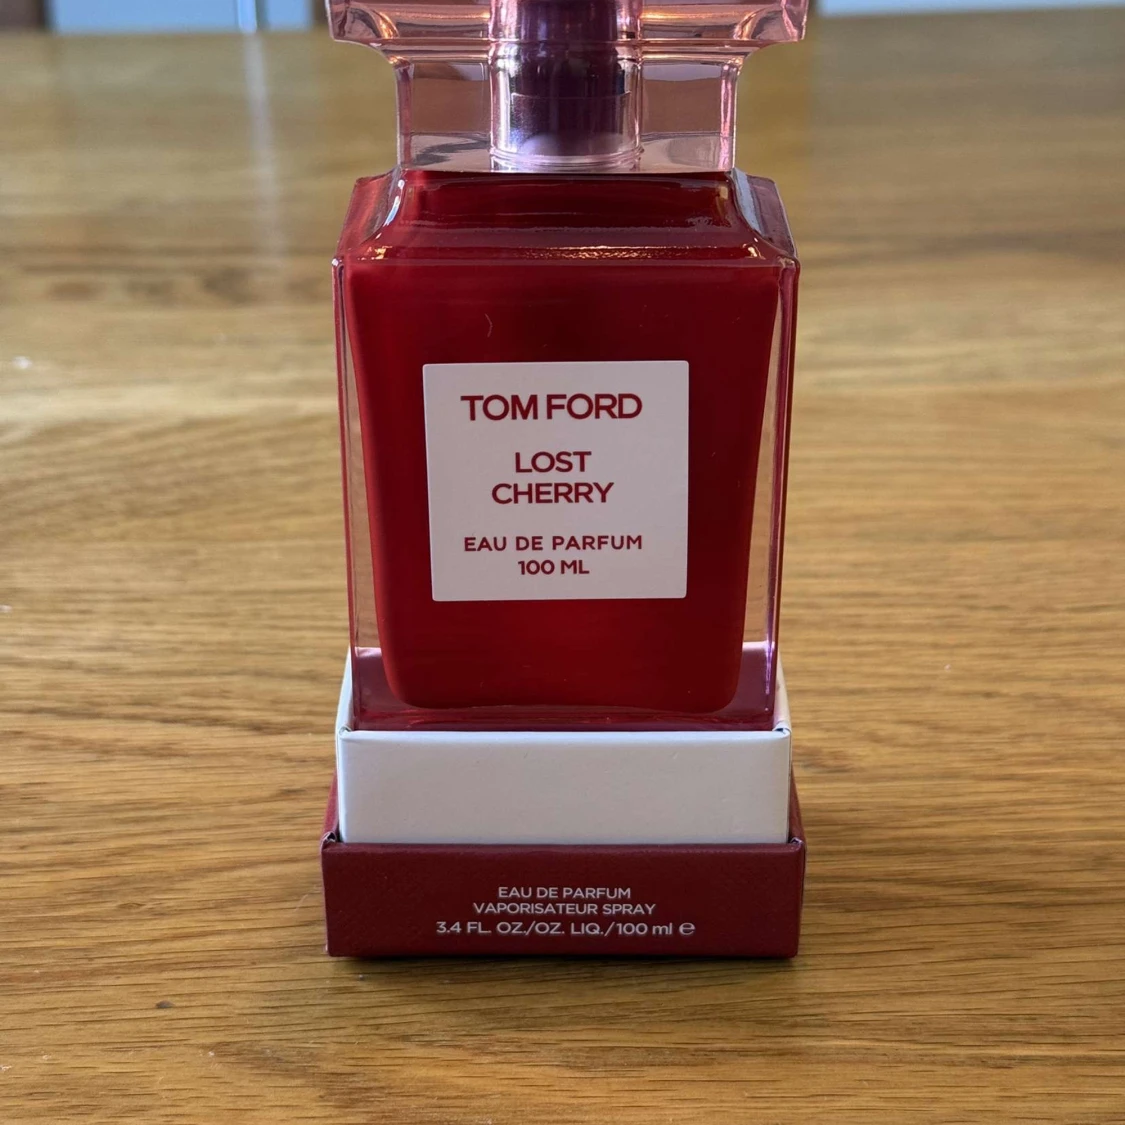 TOM FORD
LOST
CHERRY
EAU DE PARFUM
100 ML
EAU DE PARFUM
VAPORISATEUR SPRAY
3.4 FL. OZ./OZ. LIQ./100 ml ℮